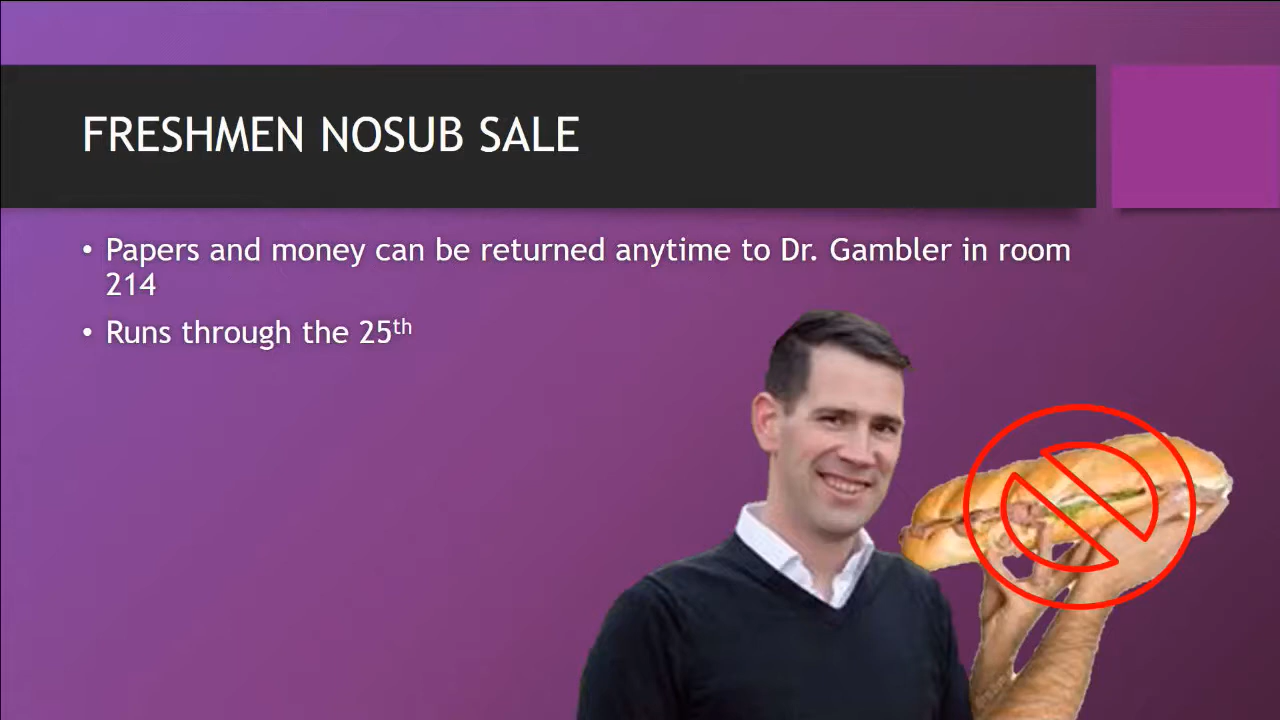 FRESHMEN NOSUB SALE
• Papers and money can be returned anytime to Dr. Gambler in room
214
• Runs through the 25th